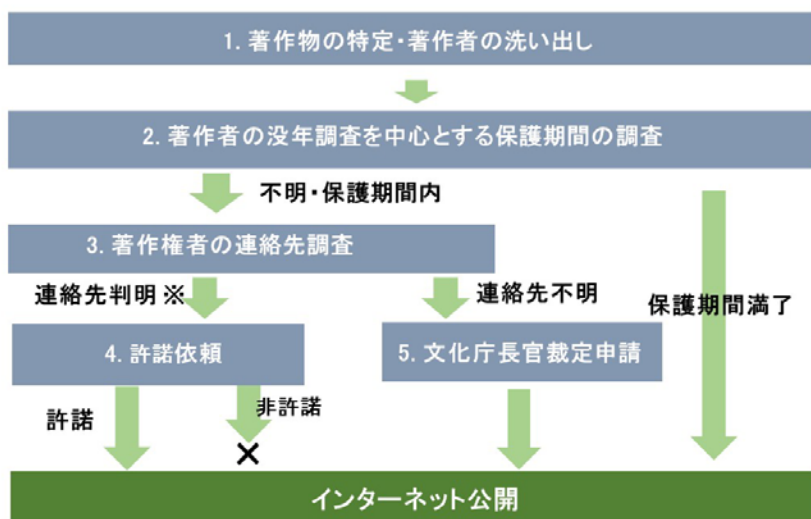 1. 著作物の特定・著作者の洗い出し
2. 著作者の没年調査を中心とする保護期間の調査
不明・保護期間内
3. 著作権者の連絡先調査
連絡先判明※
連絡先不明
保護期間満了
4. 許諾依頼
5. 文化庁長官裁定申請
許諾
非許諾
×
インターネット公開